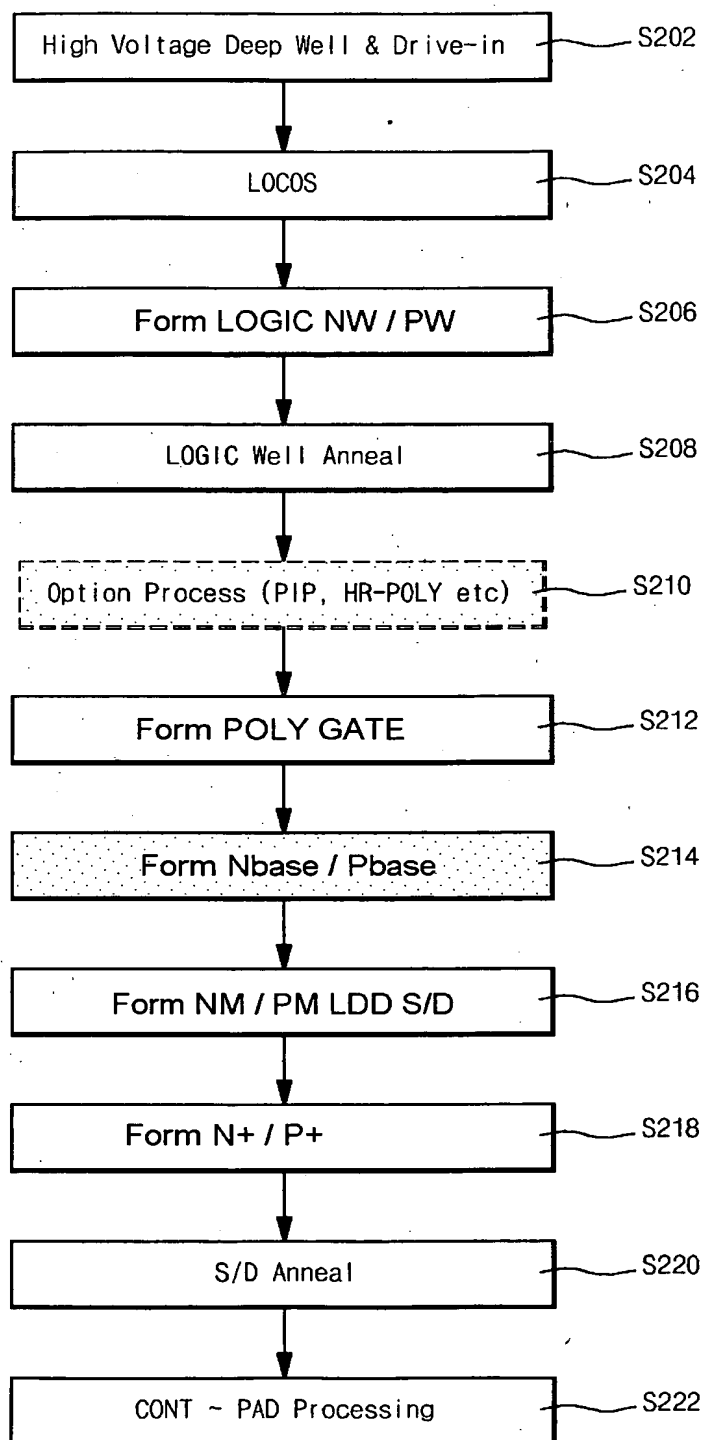 High Voltage Deep Well & Drive-in
S202
LOCOS
S204
Form LOGIC NW / PW
S206
LOGIC Well Anneal
S208
Option Process (PIP, HR-POLY etc)
S210
Form POLY GATE
S212
Form Nbase / Pbase
S214
Form NM / PM LDD S/D
S216
Form N+ / P+
S218
S/D Anneal
S220
CONT ~ PAD Processing
S222